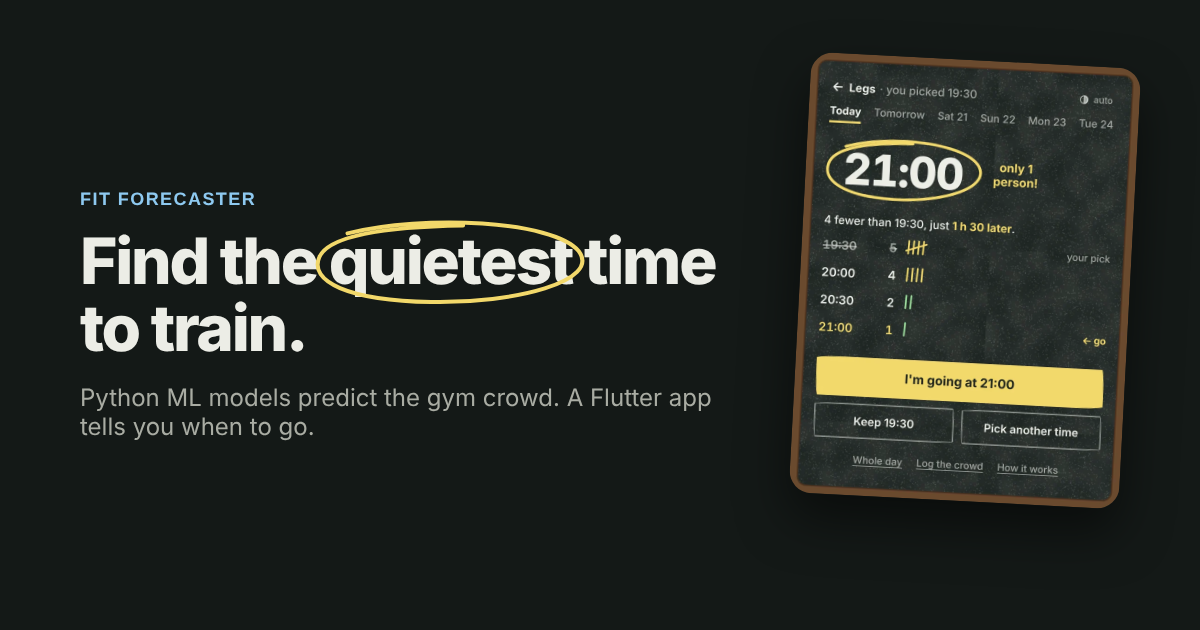 FIT FORECASTER
Find the quietest time
to train.
Python ML models predict the gym crowd. A Flutter app
tells you when to go.
← Legs · you picked 19:30
auto
Today Tomorrow Sat 21 Sun 22 Mon 23 Tue 24
21:00
only 1
person!
4 fewer than 19:30, just 1 h 30 later.
19:30 5 your pick
20:00 4
20:30 2
21:00 1 ← go
I'm going at 21:00
Keep 19:30 Pick another time
Whole day Log the crowd How it works